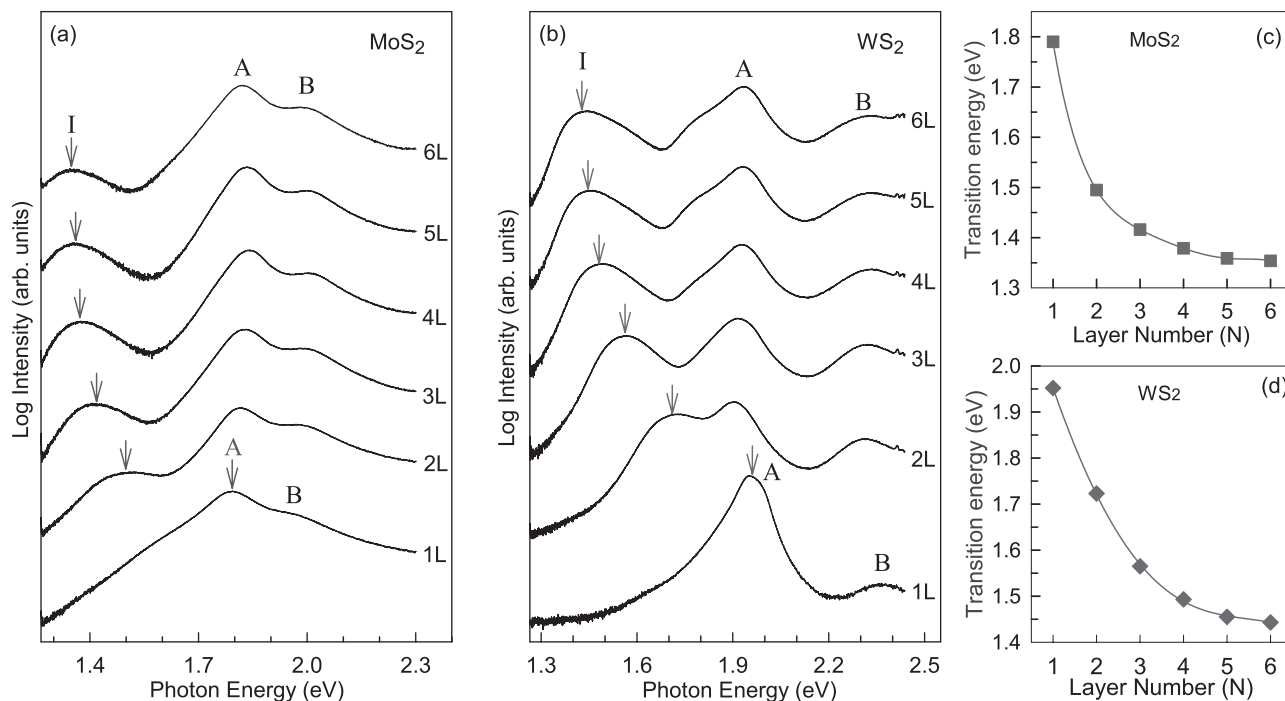 (a)
MoS2
A
B
I
6L
5L
4L
3L
2L
A
B
1L
Log Intensity (arb. units)
1.4
1.7
2.0
2.3
Photon Energy (eV)
(b)
WS2
I
A
B
6L
5L
4L
3L
2L
A
B
1L
Log Intensity (arb. units)
1.3
1.6
1.9
2.2
2.5
Photon Energy (eV)
(c)
MoS2
Transition energy (eV)
1.8
1.7
1.6
1.5
1.4
1.3
1 2 3 4 5 6
Layer Number (N)
(d)
WS2
Transition energy (eV)
2.0
1.9
1.8
1.7
1.6
1.5
1.4
1 2 3 4 5 6
Layer Number (N)